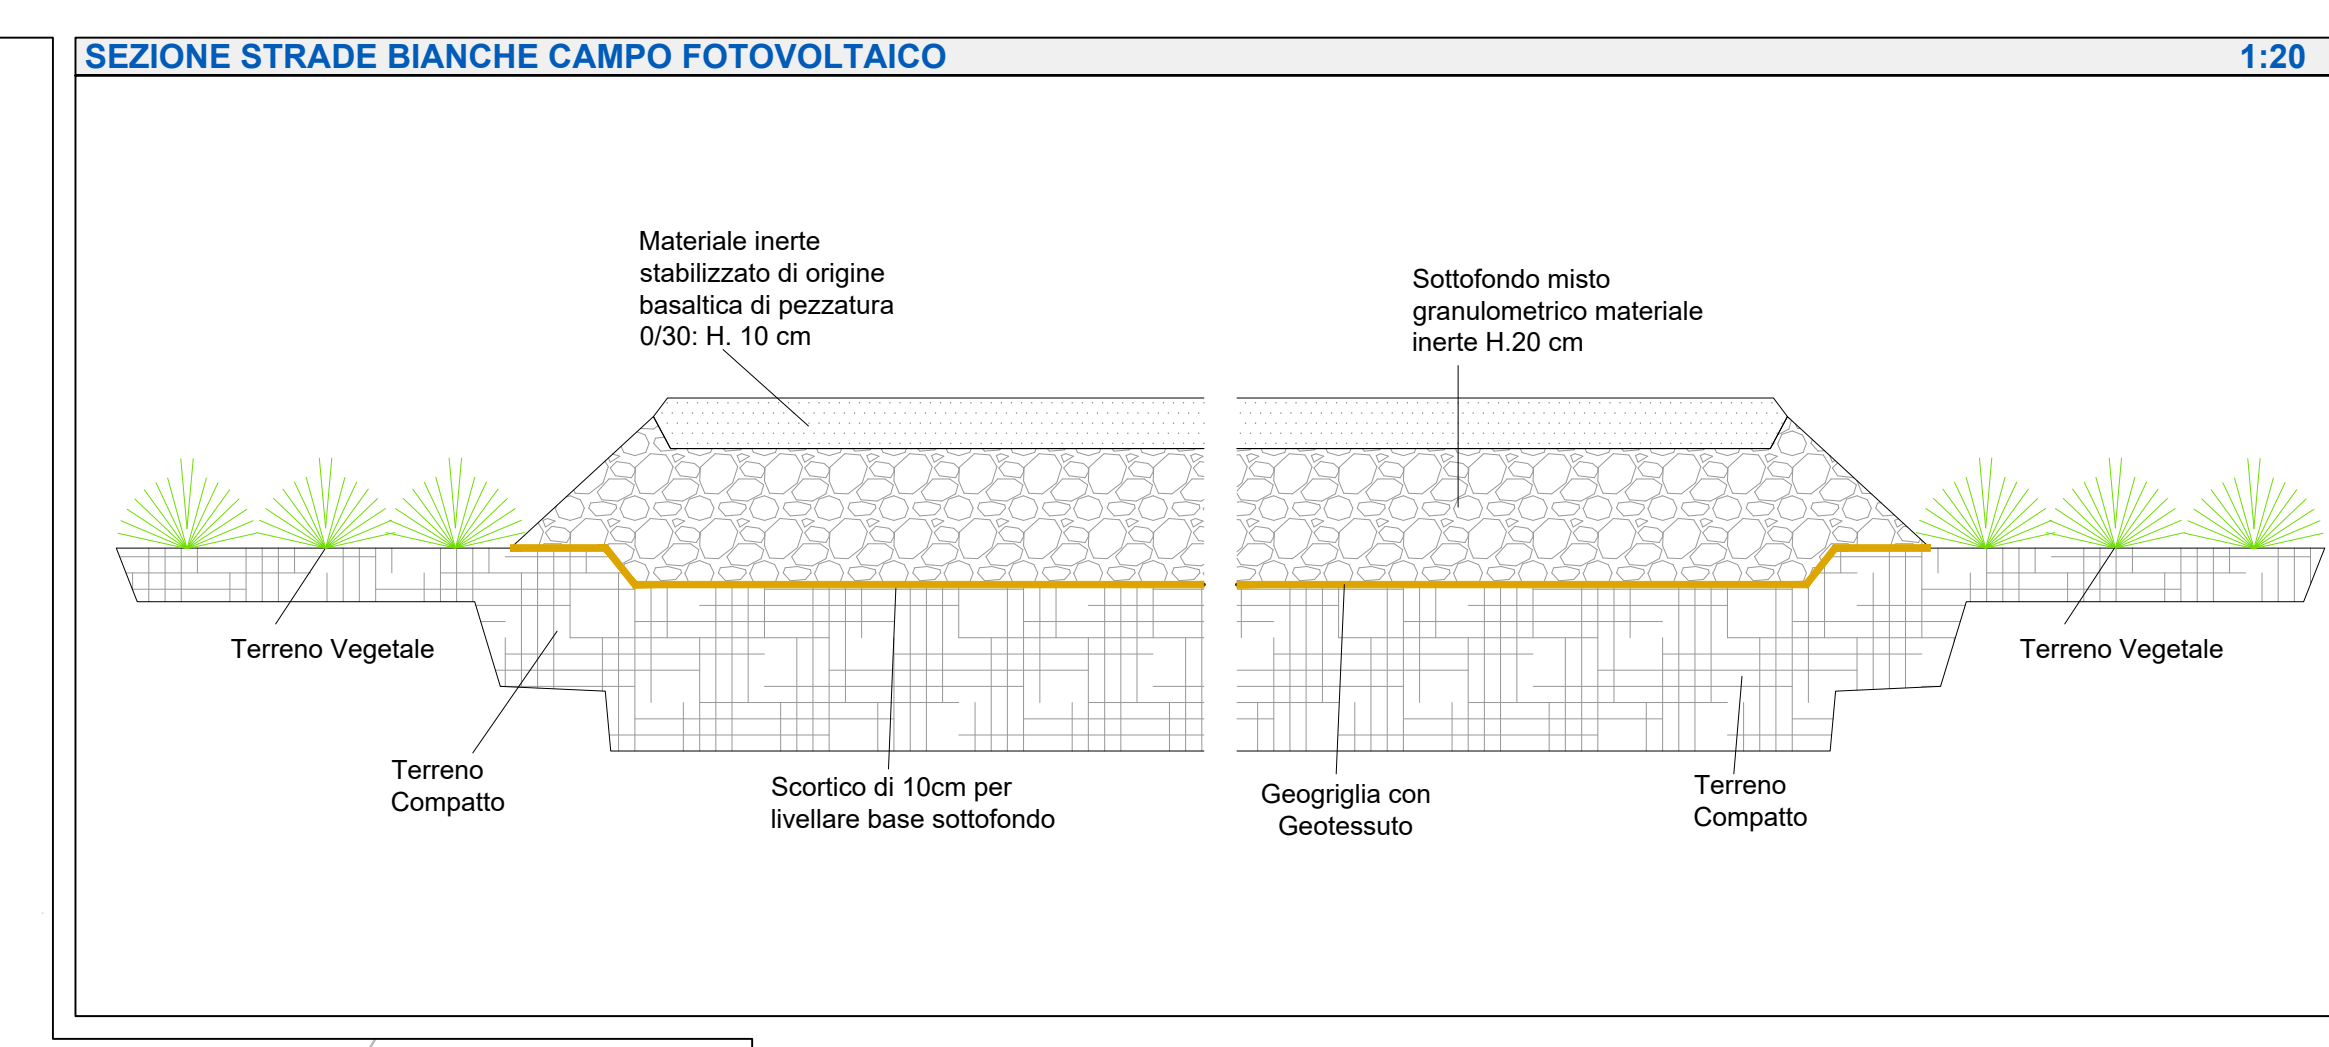 SEZIONE STRADE BIANCHE CAMPO FOTOVOLTAICO 1:20
Materiale inerte
stabilizzato di origine
basaltica di pezzatura
0/30: H. 10 cm
Sottofondo misto
granulometrico materiale
inerte H.20 cm
Terreno Vegetale
Terreno Vegetale
Terreno
Compatto
Scortico di 10cm per
livellare base sottofondo
Geogriglia con
Geotessuto
Terreno
Compatto